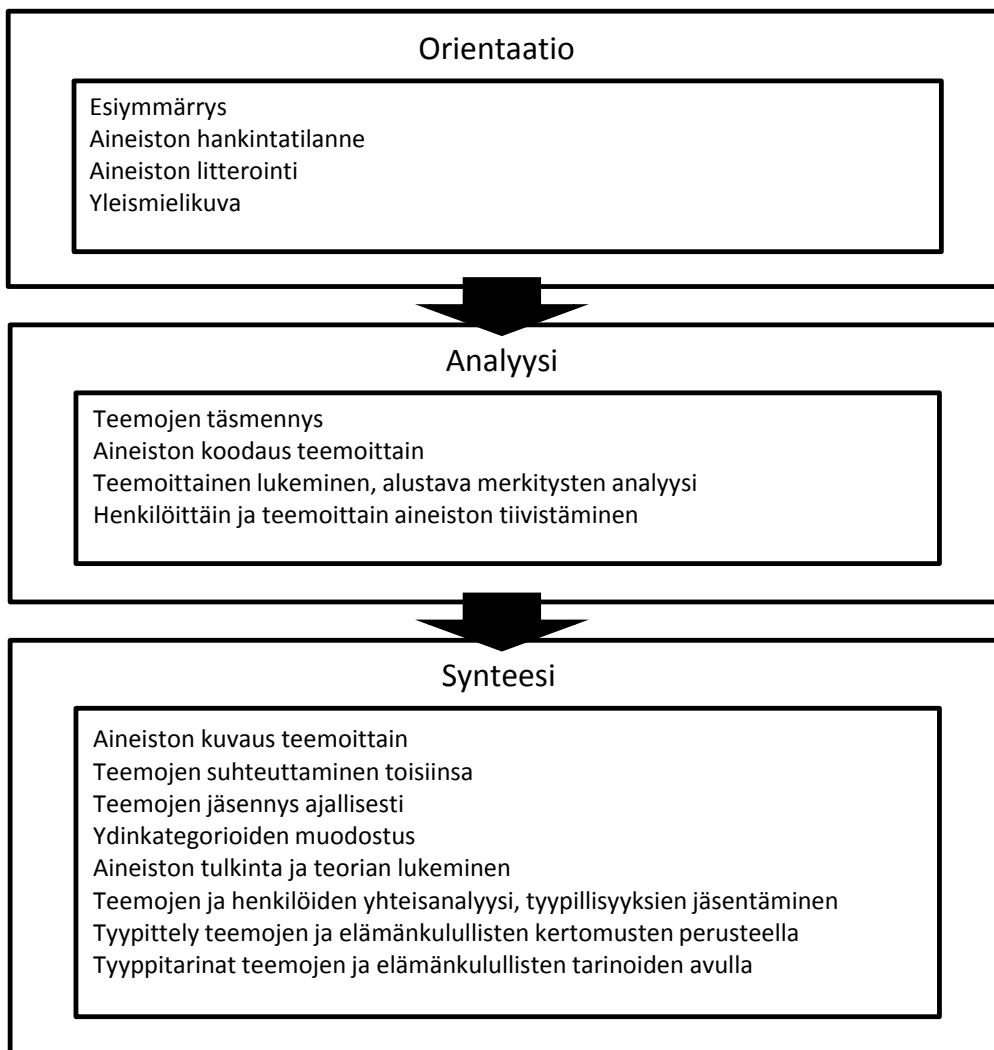 Orientaatio
Esiymmärrys
Aineiston hankintatilanne
Aineiston litterointi
Yleismielikuva
Analyysi
Teemojen täsmennys
Aineiston koodaus teemoittain
Teemoittainen lukeminen, alustava merkitysten analyysi
Henkilöittäin ja teemoittain aineiston tiivistäminen
Synteesi
Aineiston kuvaus teemoittain
Teemojen suhteuttaminen toisiinsa
Teemojen jäsennys ajallisesti
Ydinkategorioiden muodostus
Aineiston tulkinta ja teorian lukeminen
Teemojen ja henkilöiden yhteisanalyysi, tyypillisyyksien jäsentäminen
Tyypittely teemojen ja elämänkulullisten kertomusten perusteella
Tyyppitarinat teemojen ja elämänkulullisten tarinoiden avulla